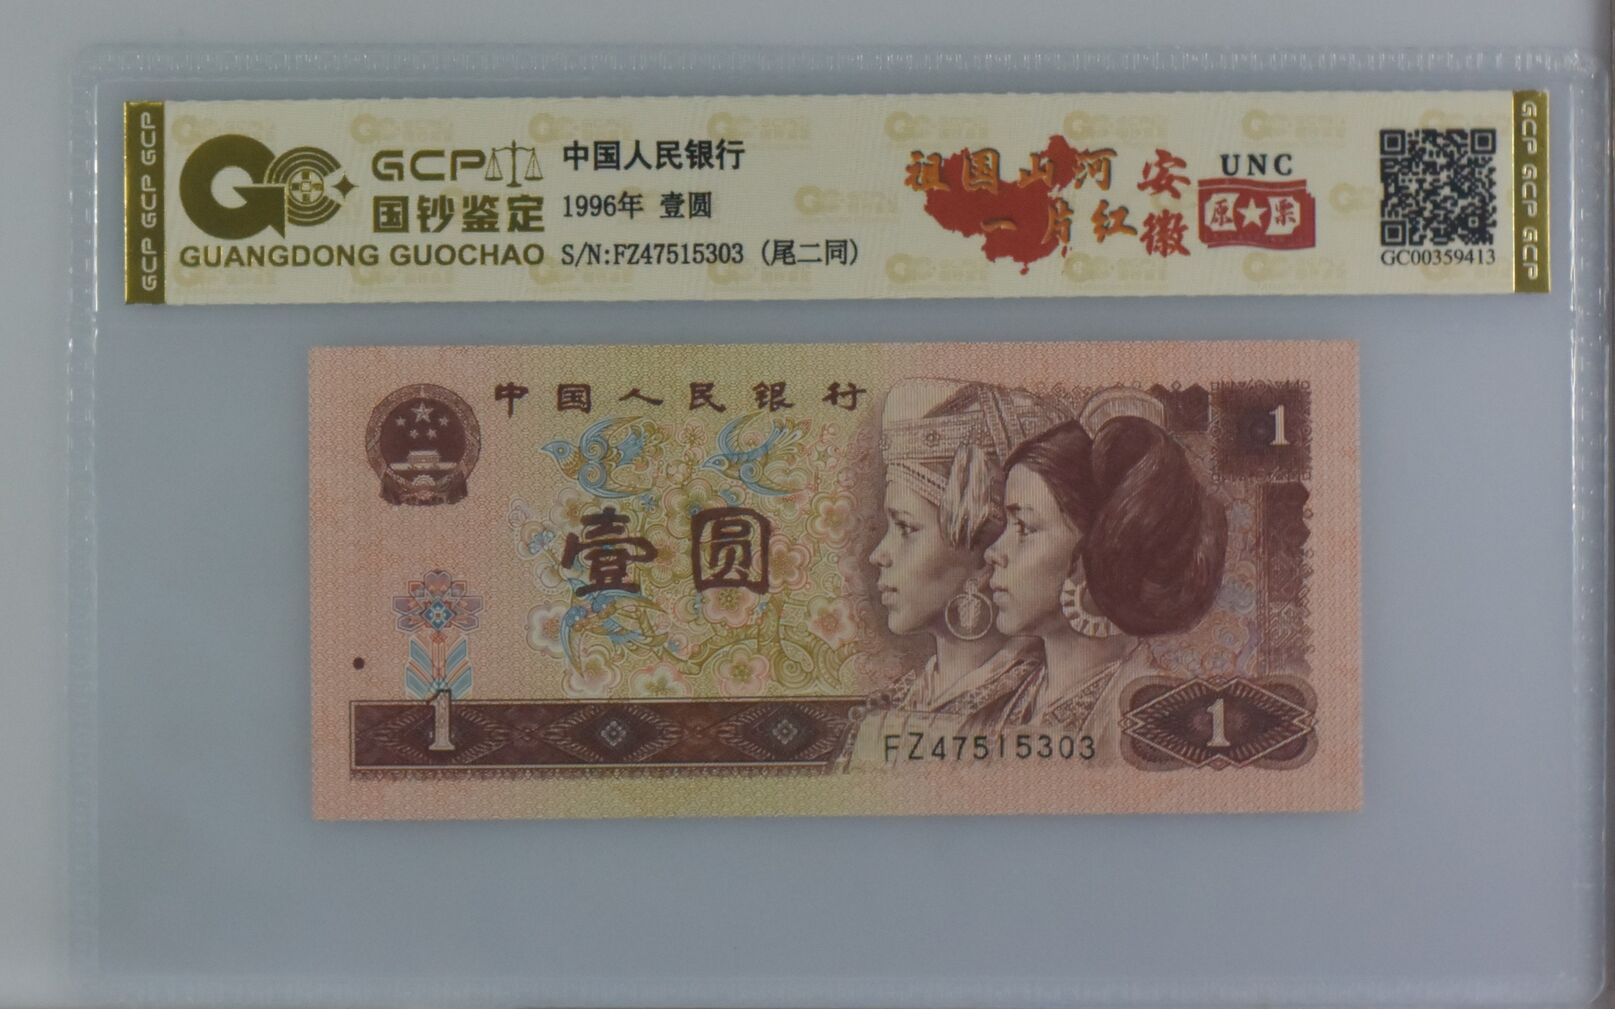 GCP GCP GCP
GCP
国钞鉴定
GUANGDONG GUOCHAO
中国人民银行
1996年 壹圆
S/N:FZ47515303 (尾二同)
祖国山河
一片红
安徽
UNC
原票
GC00359413
GCP GCP GCP
中国人民银行
1
壹圆
1
FZ47515303
1